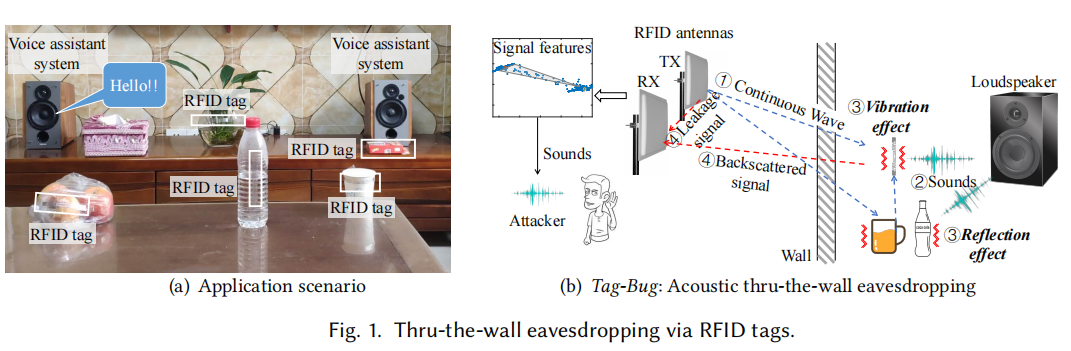 Voice assistant
system
Hello!!
RFID tag
Voice assistant
system
RFID tag
RFID tag
RFID tag
RFID tag
(a) Application scenario
Signal features
RFID antennas
TX
RX
① Continuous Wave
④ Leakage
signal
④ Backscattered
signal
Sounds
Attacker
Wall
③ Vibration
effect
② Sounds
Loudspeaker
③ Reflection
effect
(b) Tag-Bug: Acoustic thru-the-wall eavesdropping
Fig. 1. Thru-the-wall eavesdropping via RFID tags.